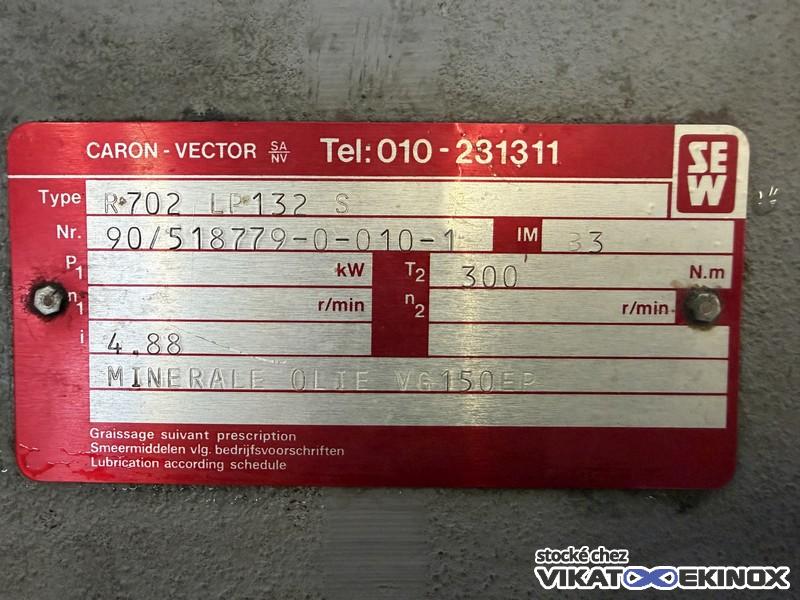 CARON - VECTOR SA/NV Tel: 010 - 231311
SEW
Type R 702 LP 132 S
Nr. 90/518779-0-010-1 IM B3
P1 kW T2 300 N.m
n1 r/min n2 r/min
i 4,88
MINERALE OLIE VG150EP
Graissage suivant prescription
Smeermiddelen vlg. bedrijfsvoorschriften
Lubrication according schedule
stocké chez
VIKAT EKINOX